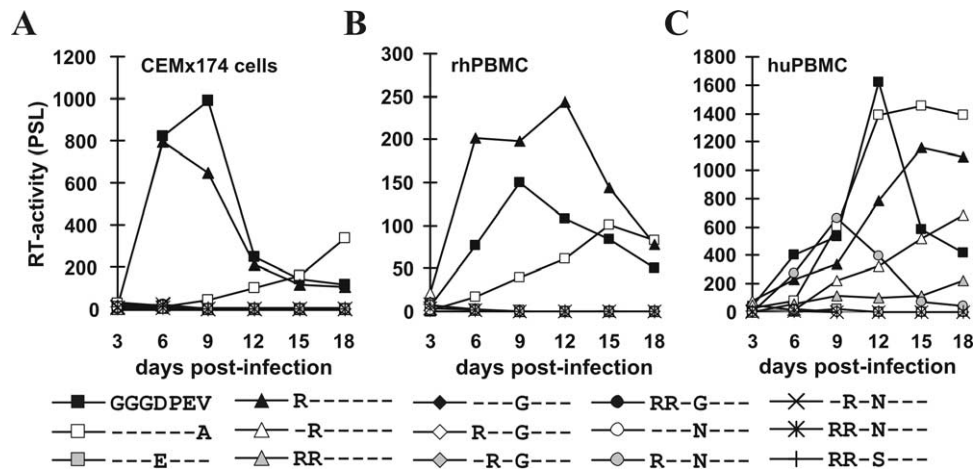 A B C
CEMx174 cells
rhPBMC
huPBMC
RT-activity (PSL)
1200
1000
800
600
400
200
0
3 6 9 12 15 18
days post-infection
300
250
200
150
100
50
0
3 6 9 12 15 18
days post-infection
1800
1600
1400
1200
1000
800
600
400
200
0
3 6 9 12 15 18
days post-infection
GGGDPEV R------ ---G--- RR-G--- -R-N---
------A -R----- R--G--- ---N--- RR-N---
---E--- RR----- -R-G--- R--N--- RR-S---